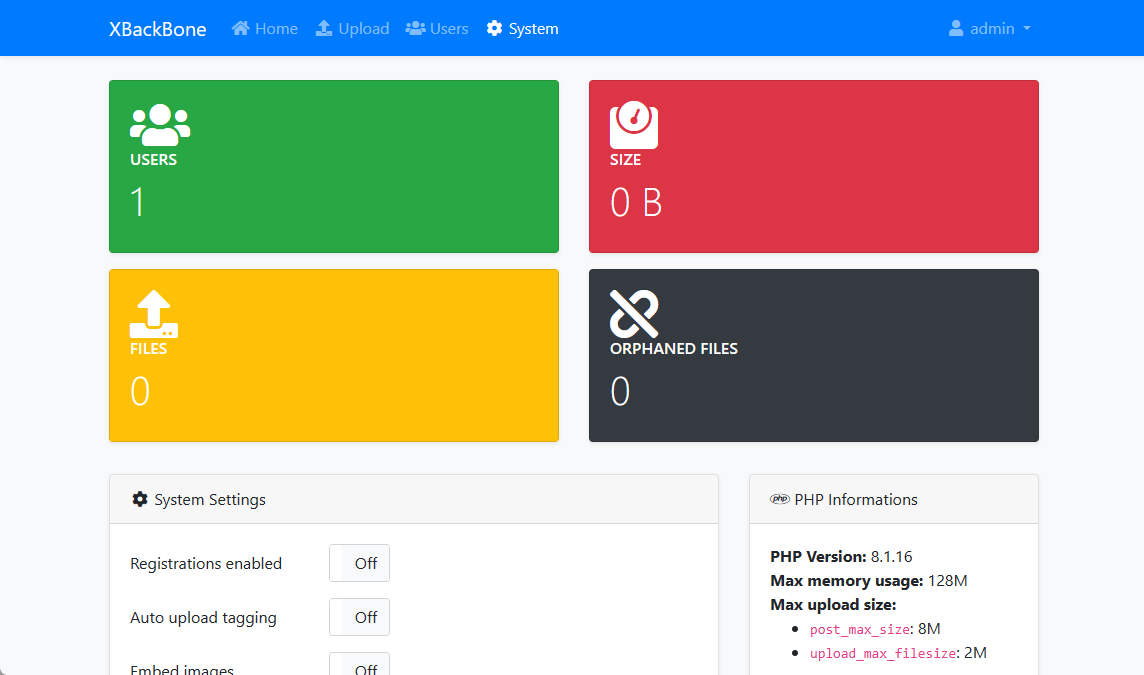 XBackBone Home Upload Users System admin
USERS
1
SIZE
0 B
FILES
0
ORPHANED FILES
0
System Settings
Registrations enabled Off
Auto upload tagging Off
Embed images Off
php PHP Informations
PHP Version: 8.1.16
Max memory usage: 128M
Max upload size:
post_max_size: 8M
upload_max_filesize: 2M